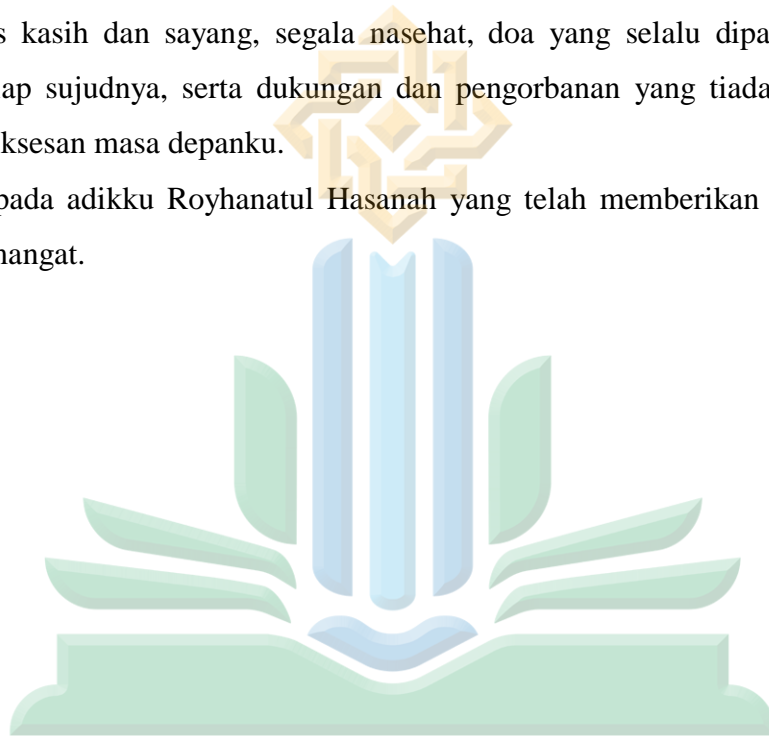 s kasih dan sayang, segala nasehat, doa yang selalu dipa
ap sujudnya, serta dukungan dan pengorbanan yang tiada
ksesan masa depanku.
pada adikku Royhanatul Hasanah yang telah memberikan
angat.